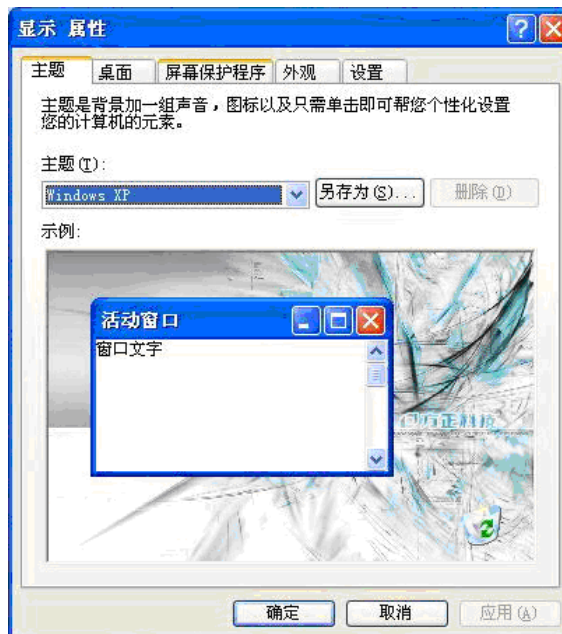 显示 属性
主题
桌面
屏幕保护程序
外观
设置
主题是背景加一组声音，图标以及只需单击即可帮您个性化设置
您的计算机的元素。
主题(T):
Windows XP
另存为(S)...
删除(D)
示例:
活动窗口
窗口文字
方正科技
确定
取消
应用(A)